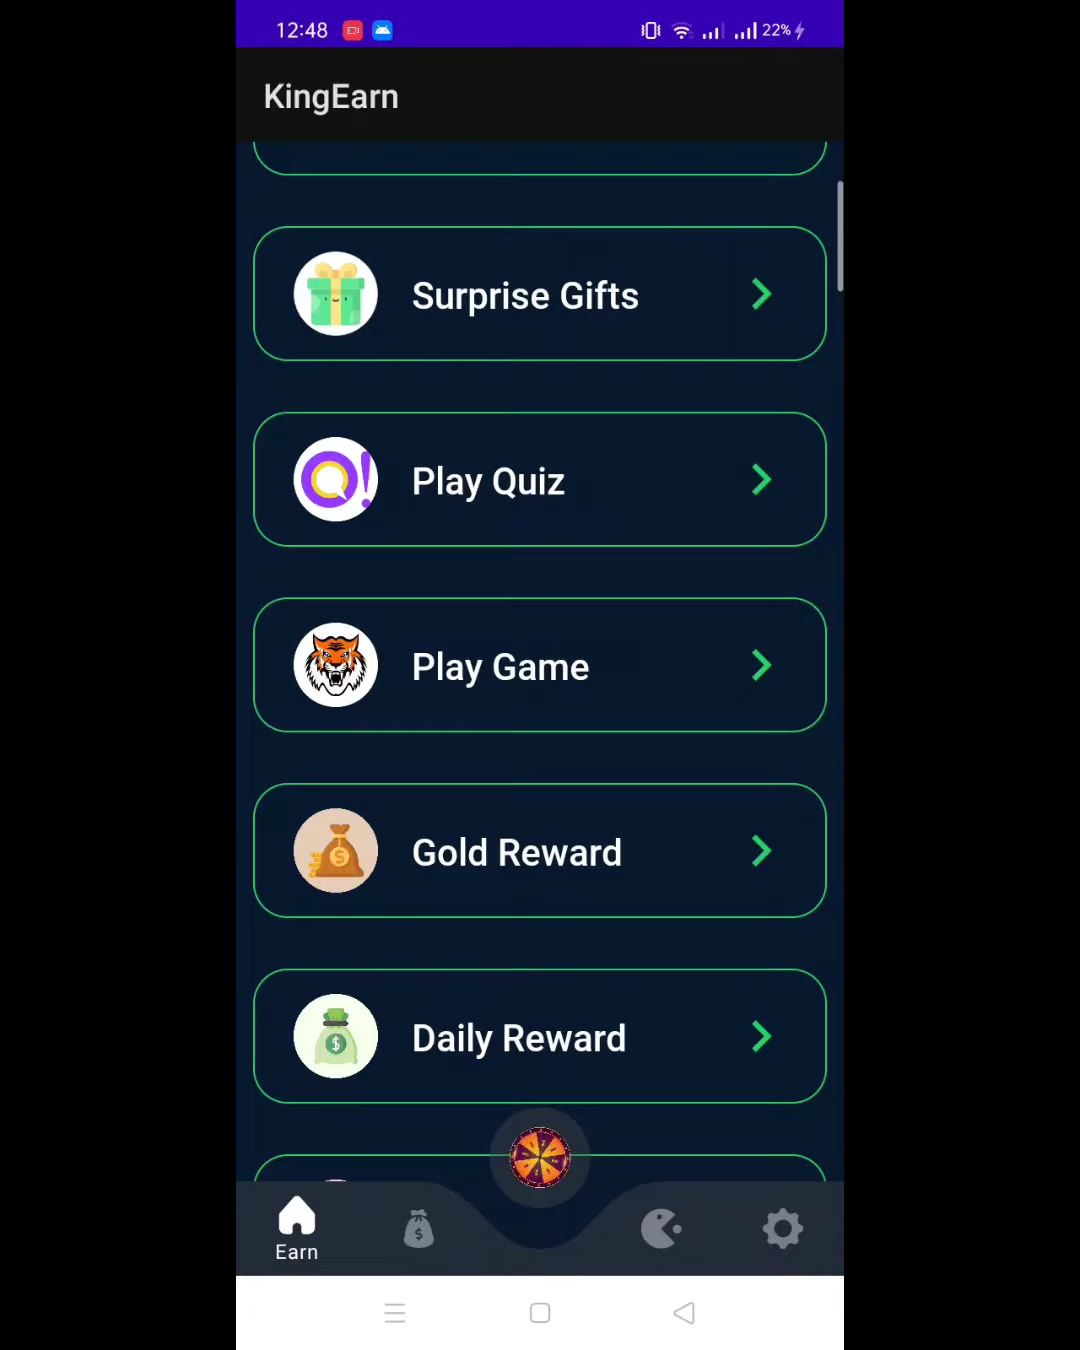 12:48
22%
KingEarn
Surprise Gifts
Play Quiz
Play Game
Gold Reward
Daily Reward
Earn